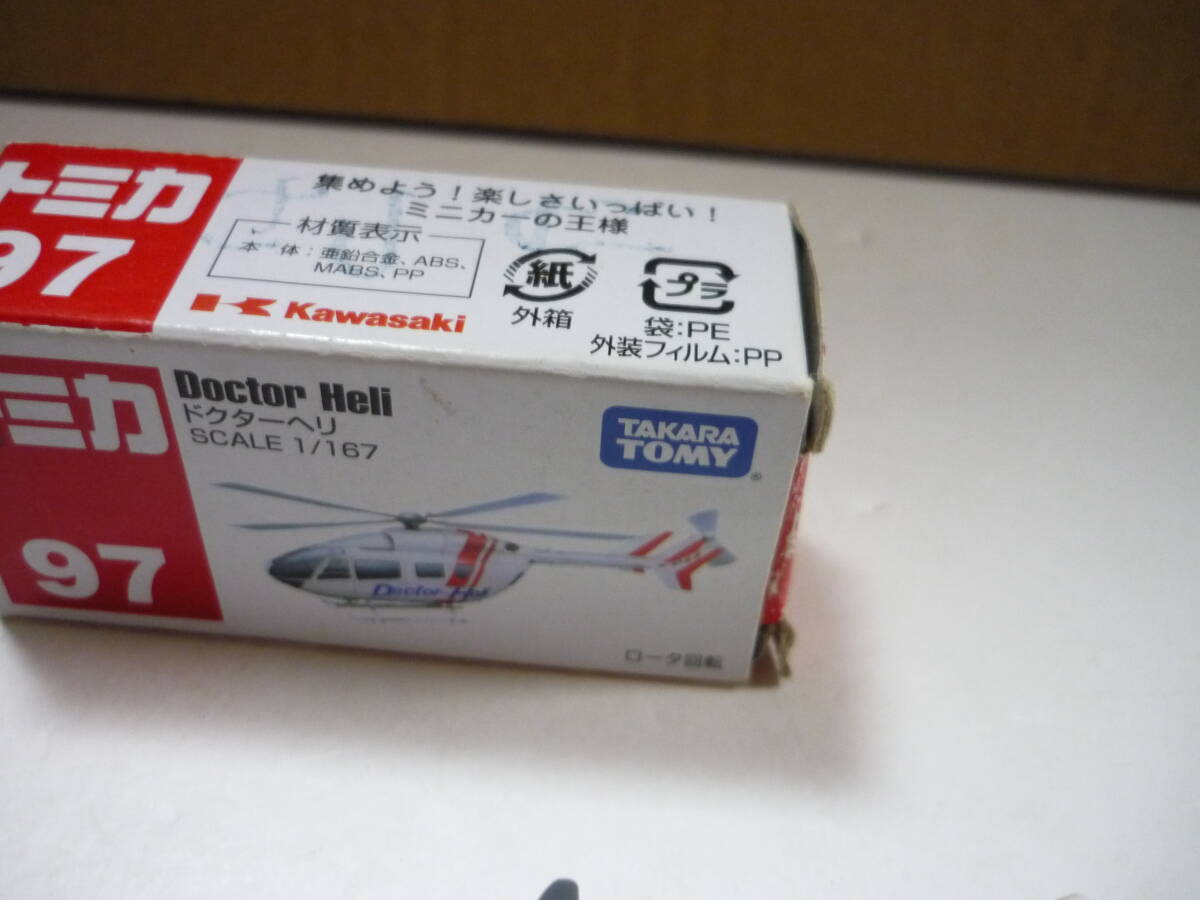 トミカ
97
集めよう！楽しさいっぱい！
ミニカーの王様
材質表示
本 体：亜鉛合金、ABS、
MABS、PP
Kawasaki
紙
外箱
プラ
袋:PE
外装フィルム:PP
トミカ
97
Doctor Heli
ドクターヘリ
SCALE 1/167
TAKARA
TOMY
®
Doctor-Heli
ロータ回転